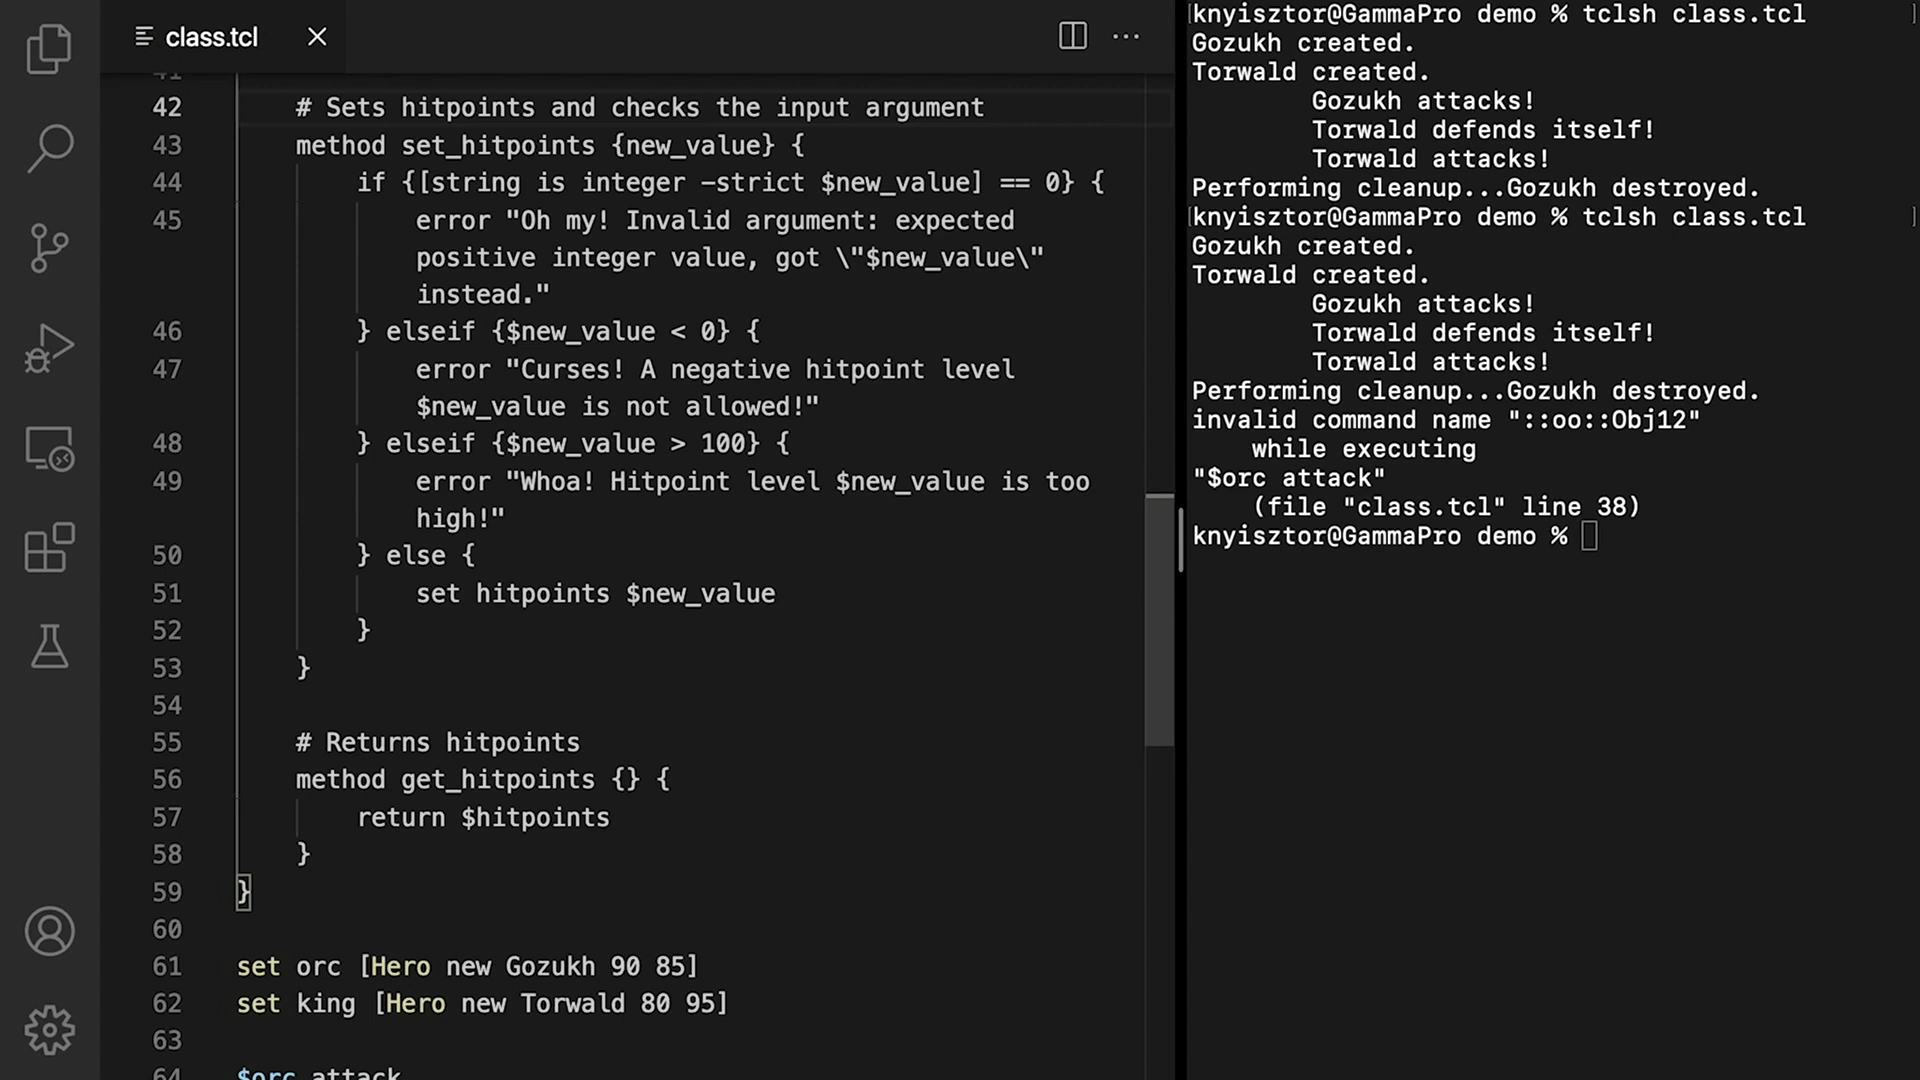 class.tcl
41
42 # Sets hitpoints and checks the input argument
43 method set_hitpoints {new_value} {
44 if {[string is integer -strict $new_value] == 0} {
45 error "Oh my! Invalid argument: expected
positive integer value, got \"$new_value\"
instead."
46 } elseif {$new_value < 0} {
47 error "Curses! A negative hitpoint level
$new_value is not allowed!"
48 } elseif {$new_value > 100} {
49 error "Whoa! Hitpoint level $new_value is too
high!"
50 } else {
51 set hitpoints $new_value
52 }
53 }
54
55 # Returns hitpoints
56 method get_hitpoints {} {
57 return $hitpoints
58 }
59 }
60
61 set orc [Hero new Gozukh 90 85]
62 set king [Hero new Torwald 80 95]
63
64 $orc attack
[knyisztor@GammaPro demo % tclsh class.tcl ]
Gozukh created.
Torwald created.
Gozukh attacks!
Torwald defends itself!
Torwald attacks!
Performing cleanup...Gozukh destroyed.
[knyisztor@GammaPro demo % tclsh class.tcl ]
Gozukh created.
Torwald created.
Gozukh attacks!
Torwald defends itself!
Torwald attacks!
Performing cleanup...Gozukh destroyed.
invalid command name "::oo::Obj12"
while executing
"$orc attack"
(file "class.tcl" line 38)
knyisztor@GammaPro demo %